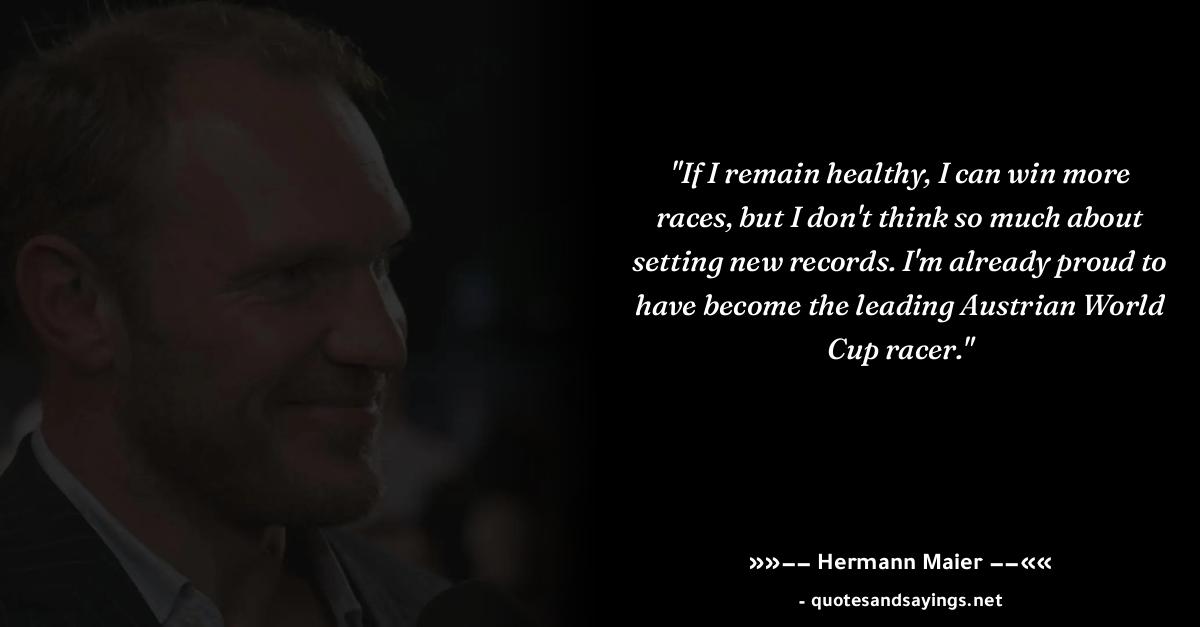 "If I remain healthy, I can win more
races, but I don't think so much about
setting new records. I'm already proud to
have become the leading Austrian World
Cup racer."
»»–– Hermann Maier ––««
- quotesandsayings.net